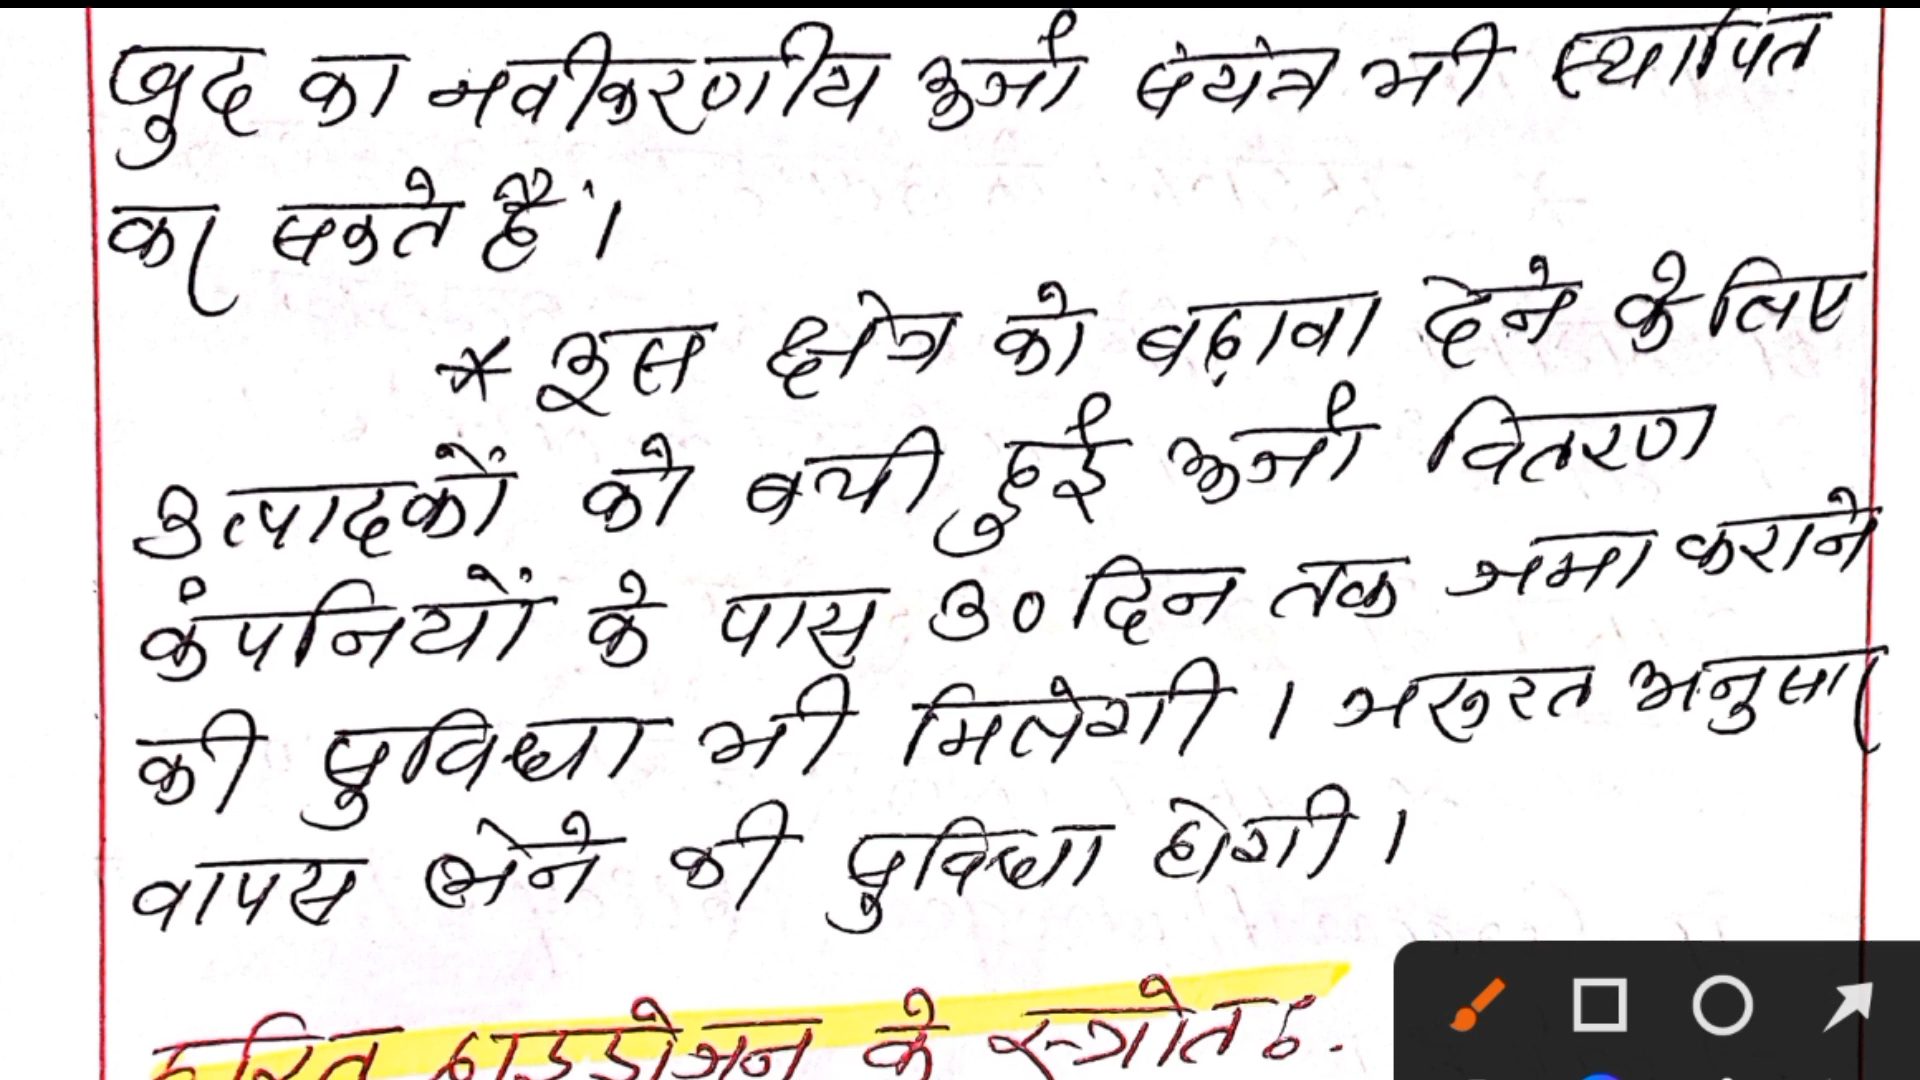 खुद का नवीकरणीय ऊर्जा संयंत्र भी स्थापित
कर सकते हैं।
* इस क्षेत्र को बढ़ावा देने के लिए
उत्पादकों को बची हुई ऊर्जा वितरण
कंपनियों के पास 30 दिन तक जमा कराने
की सुविधा भी मिलेगी। जरूरत अनुसार
वापस लेने की सुविधा होगी।
हरित हाइड्रोजन के स्त्रोत :-